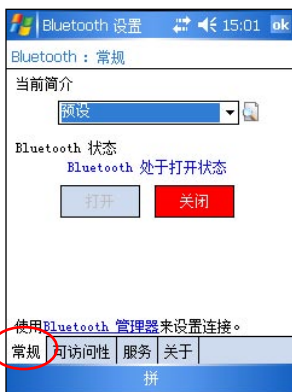 Bluetooth 设置 15:01 ok
Bluetooth : 常规
当前简介
预设
Bluetooth 状态
Bluetooth 处于打开状态
打开 关闭
使用Bluetooth 管理器来设置连接。
常规 可访问性 服务 关于
拼